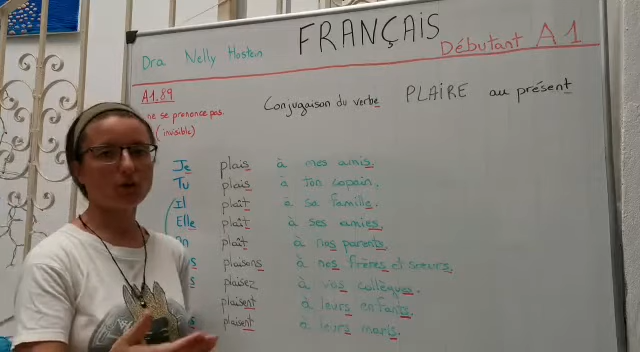 FRANÇAIS
Dra Nelly Hostein
Débutant A1
A1.89
ne se prononce pas
(invisible)
Conjugaison du verbe PLAIRE au présent
Je plais à mes amis.
Tu plais à ton copain.
Il plaît à sa famille.
Elle plaît à ses amies.
on plaît à nos parents.
s plaisons à nos frères et soeurs.
s plaisez à vos collègues.
plaisent à leurs enfants.
s plaisent à leurs maris.